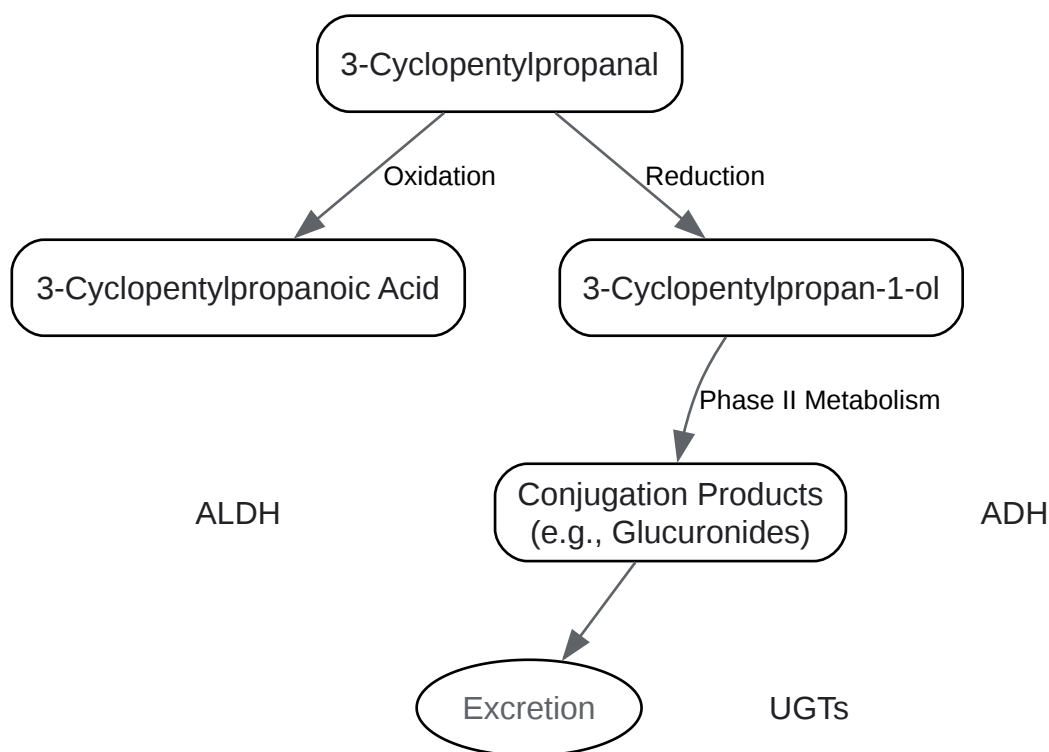 3-Cyclopentylpropanal
Oxidation
Reduction
3-Cyclopentylpropanoic Acid
3-Cyclopentylpropan-1-ol
Phase II Metabolism
ALDH
Conjugation Products
(e.g., Glucuronides)
ADH
Excretion
UGTs